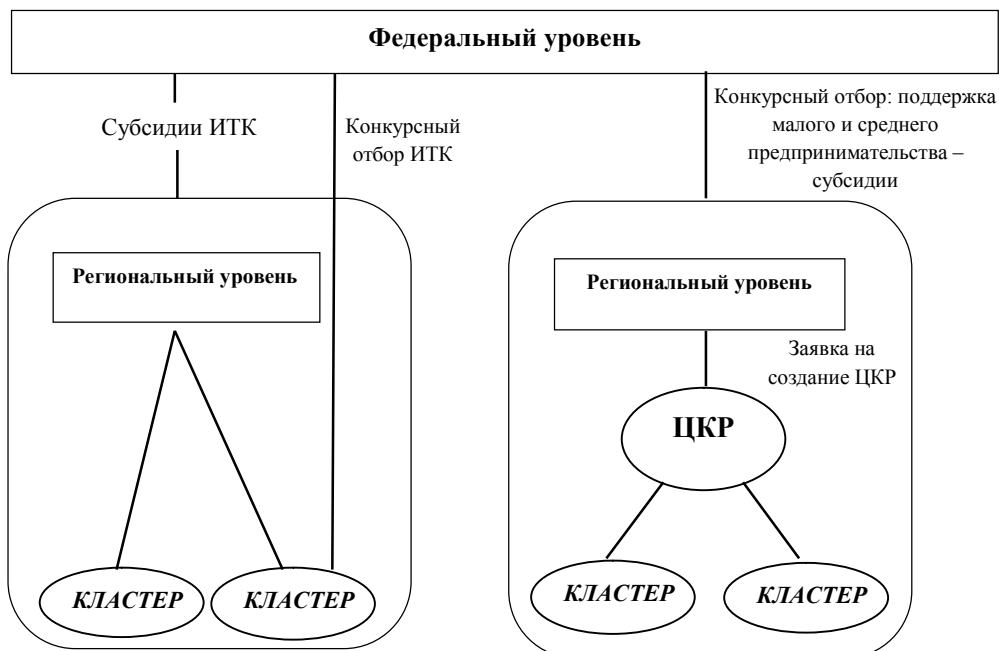 Федеральный уровень
Субсидии ИТК
Конкурсный
отбор ИТК
Конкурсный отбор: поддержка
малого и среднего
предпринимательства –
субсидии
Региональный уровень
КЛАСТЕР
КЛАСТЕР
Региональный уровень
Заявка на
создание ЦКР
ЦКР
КЛАСТЕР
КЛАСТЕР